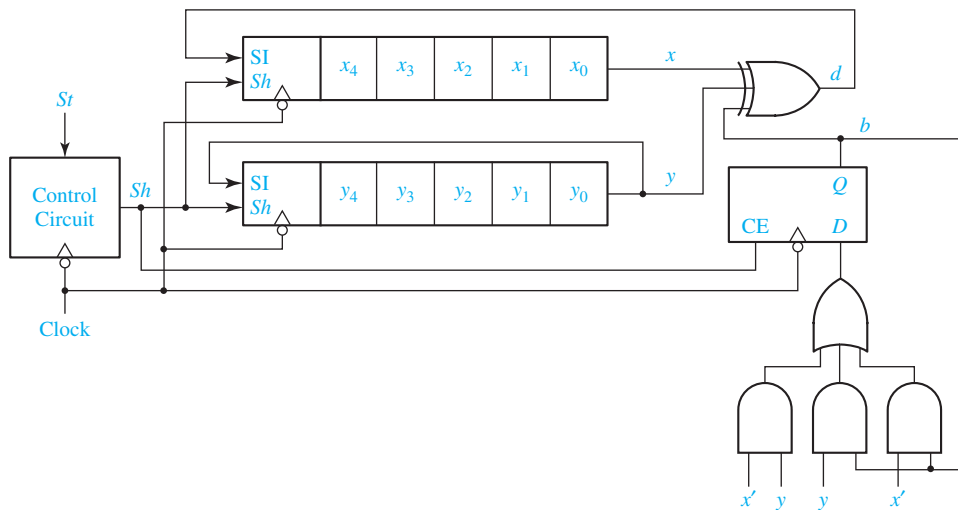 SI
Sh
x4 x3 x2 x1 x0
x
d
St
Control
Circuit
Sh
SI
Sh
y4 y3 y2 y1 y0
y
b
Q
CE
D
Clock
x′ y y x′